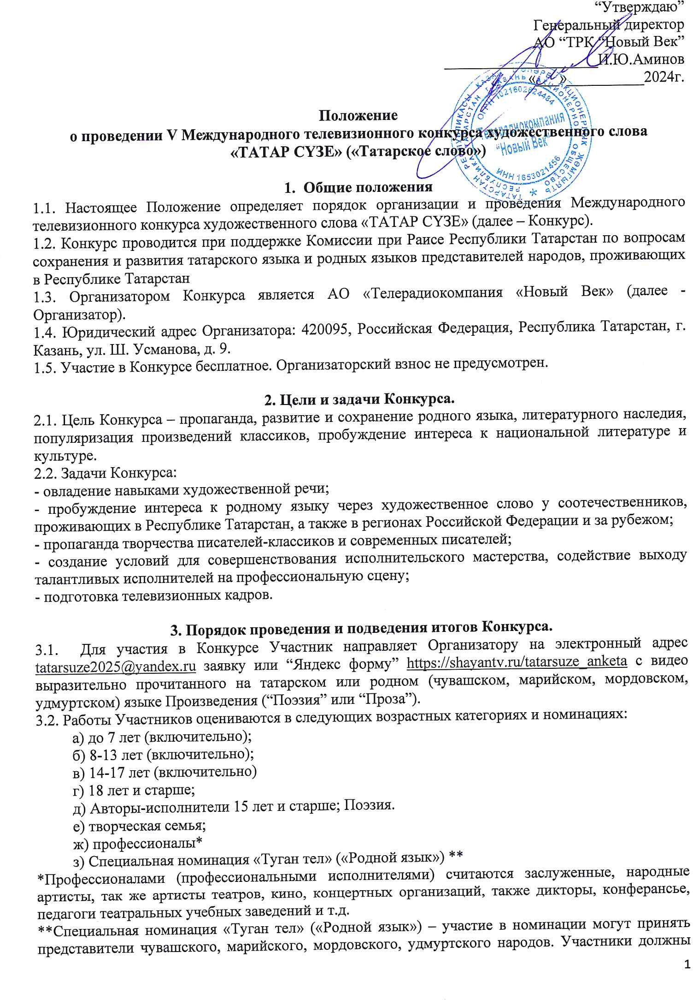 “Утверждаю”
Генеральный директор
АО “ТРК “Новый Век”
____________________И.Ю.Аминов
«___»__________2024г.
ТАТАРСТАН РЕСПУБЛИКАСЫ КАЗАН ШӘҺӘРЕ АКЦИОНЕРЛЫК ҖӘМГЫЯТЬ
РЕСПУБЛИКА ТАТАРСТАН г.КАЗАНЬ АКЦИОНЕРНОЕ ОБЩЕСТВО
ОГРН 1021602824484
Телерадиокомпания
“Новый Век”
ИНН 1653021456
Положение
о проведении V Международного телевизионного конкурса художественного слова
«ТАТАР СҮЗЕ» («Татарское слово»)
1. Общие положения
1.1. Настоящее Положение определяет порядок организации и проведения Международного
телевизионного конкурса художественного слова «ТАТАР СҮЗЕ» (далее – Конкурс).
1.2. Конкурс проводится при поддержке Комиссии при Раисе Республики Татарстан по вопросам
сохранения и развития татарского языка и родных языков представителей народов, проживающих
в Республике Татарстан
1.3. Организатором Конкурса является АО «Телерадиокомпания «Новый Век» (далее -
Организатор).
1.4. Юридический адрес Организатора: 420095, Российская Федерация, Республика Татарстан, г.
Казань, ул. Ш. Усманова, д. 9.
1.5. Участие в Конкурсе бесплатное. Организаторский взнос не предусмотрен.
2. Цели и задачи Конкурса.
2.1. Цель Конкурса – пропаганда, развитие и сохранение родного языка, литературного наследия,
популяризация произведений классиков, пробуждение интереса к национальной литературе и
культуре.
2.2. Задачи Конкурса:
- овладение навыками художественной речи;
- пробуждение интереса к родному языку через художественное слово у соотечественников,
проживающих в Республике Татарстан, а также в регионах Российской Федерации и за рубежом;
- пропаганда творчества писателей-классиков и современных писателей;
- создание условий для совершенствования исполнительского мастерства, содействие выходу
талантливых исполнителей на профессиональную сцену;
- подготовка телевизионных кадров.
3. Порядок проведения и подведения итогов Конкурса.
3.1. Для участия в Конкурсе Участник направляет Организатору на электронный адрес
tatarsuze2025@yandex.ru заявку или “Яндекс форму” https://shayantv.ru/tatarsuze_anketa с видео
выразительно прочитанного на татарском или родном (чувашском, марийском, мордовском,
удмуртском) языке Произведения (“Поэзия” или “Проза”).
3.2. Работы Участников оцениваются в следующих возрастных категориях и номинациях:
а) до 7 лет (включительно);
б) 8-13 лет (включительно);
в) 14-17 лет (включительно)
г) 18 лет и старше;
д) Авторы-исполнители 15 лет и старше; Поэзия.
е) творческая семья;
ж) профессионалы*
з) Специальная номинация «Туган тел» («Родной язык») **
*Профессионалами (профессиональными исполнителями) считаются заслуженные, народные
артисты, так же артисты театров, кино, концертных организаций, также дикторы, конферансье,
педагоги театральных учебных заведений и т.д.
**Специальная номинация «Туган тел» («Родной язык») – участие в номинации могут принять
представители чувашского, марийского, мордовского, удмуртского народов. Участники должны
1